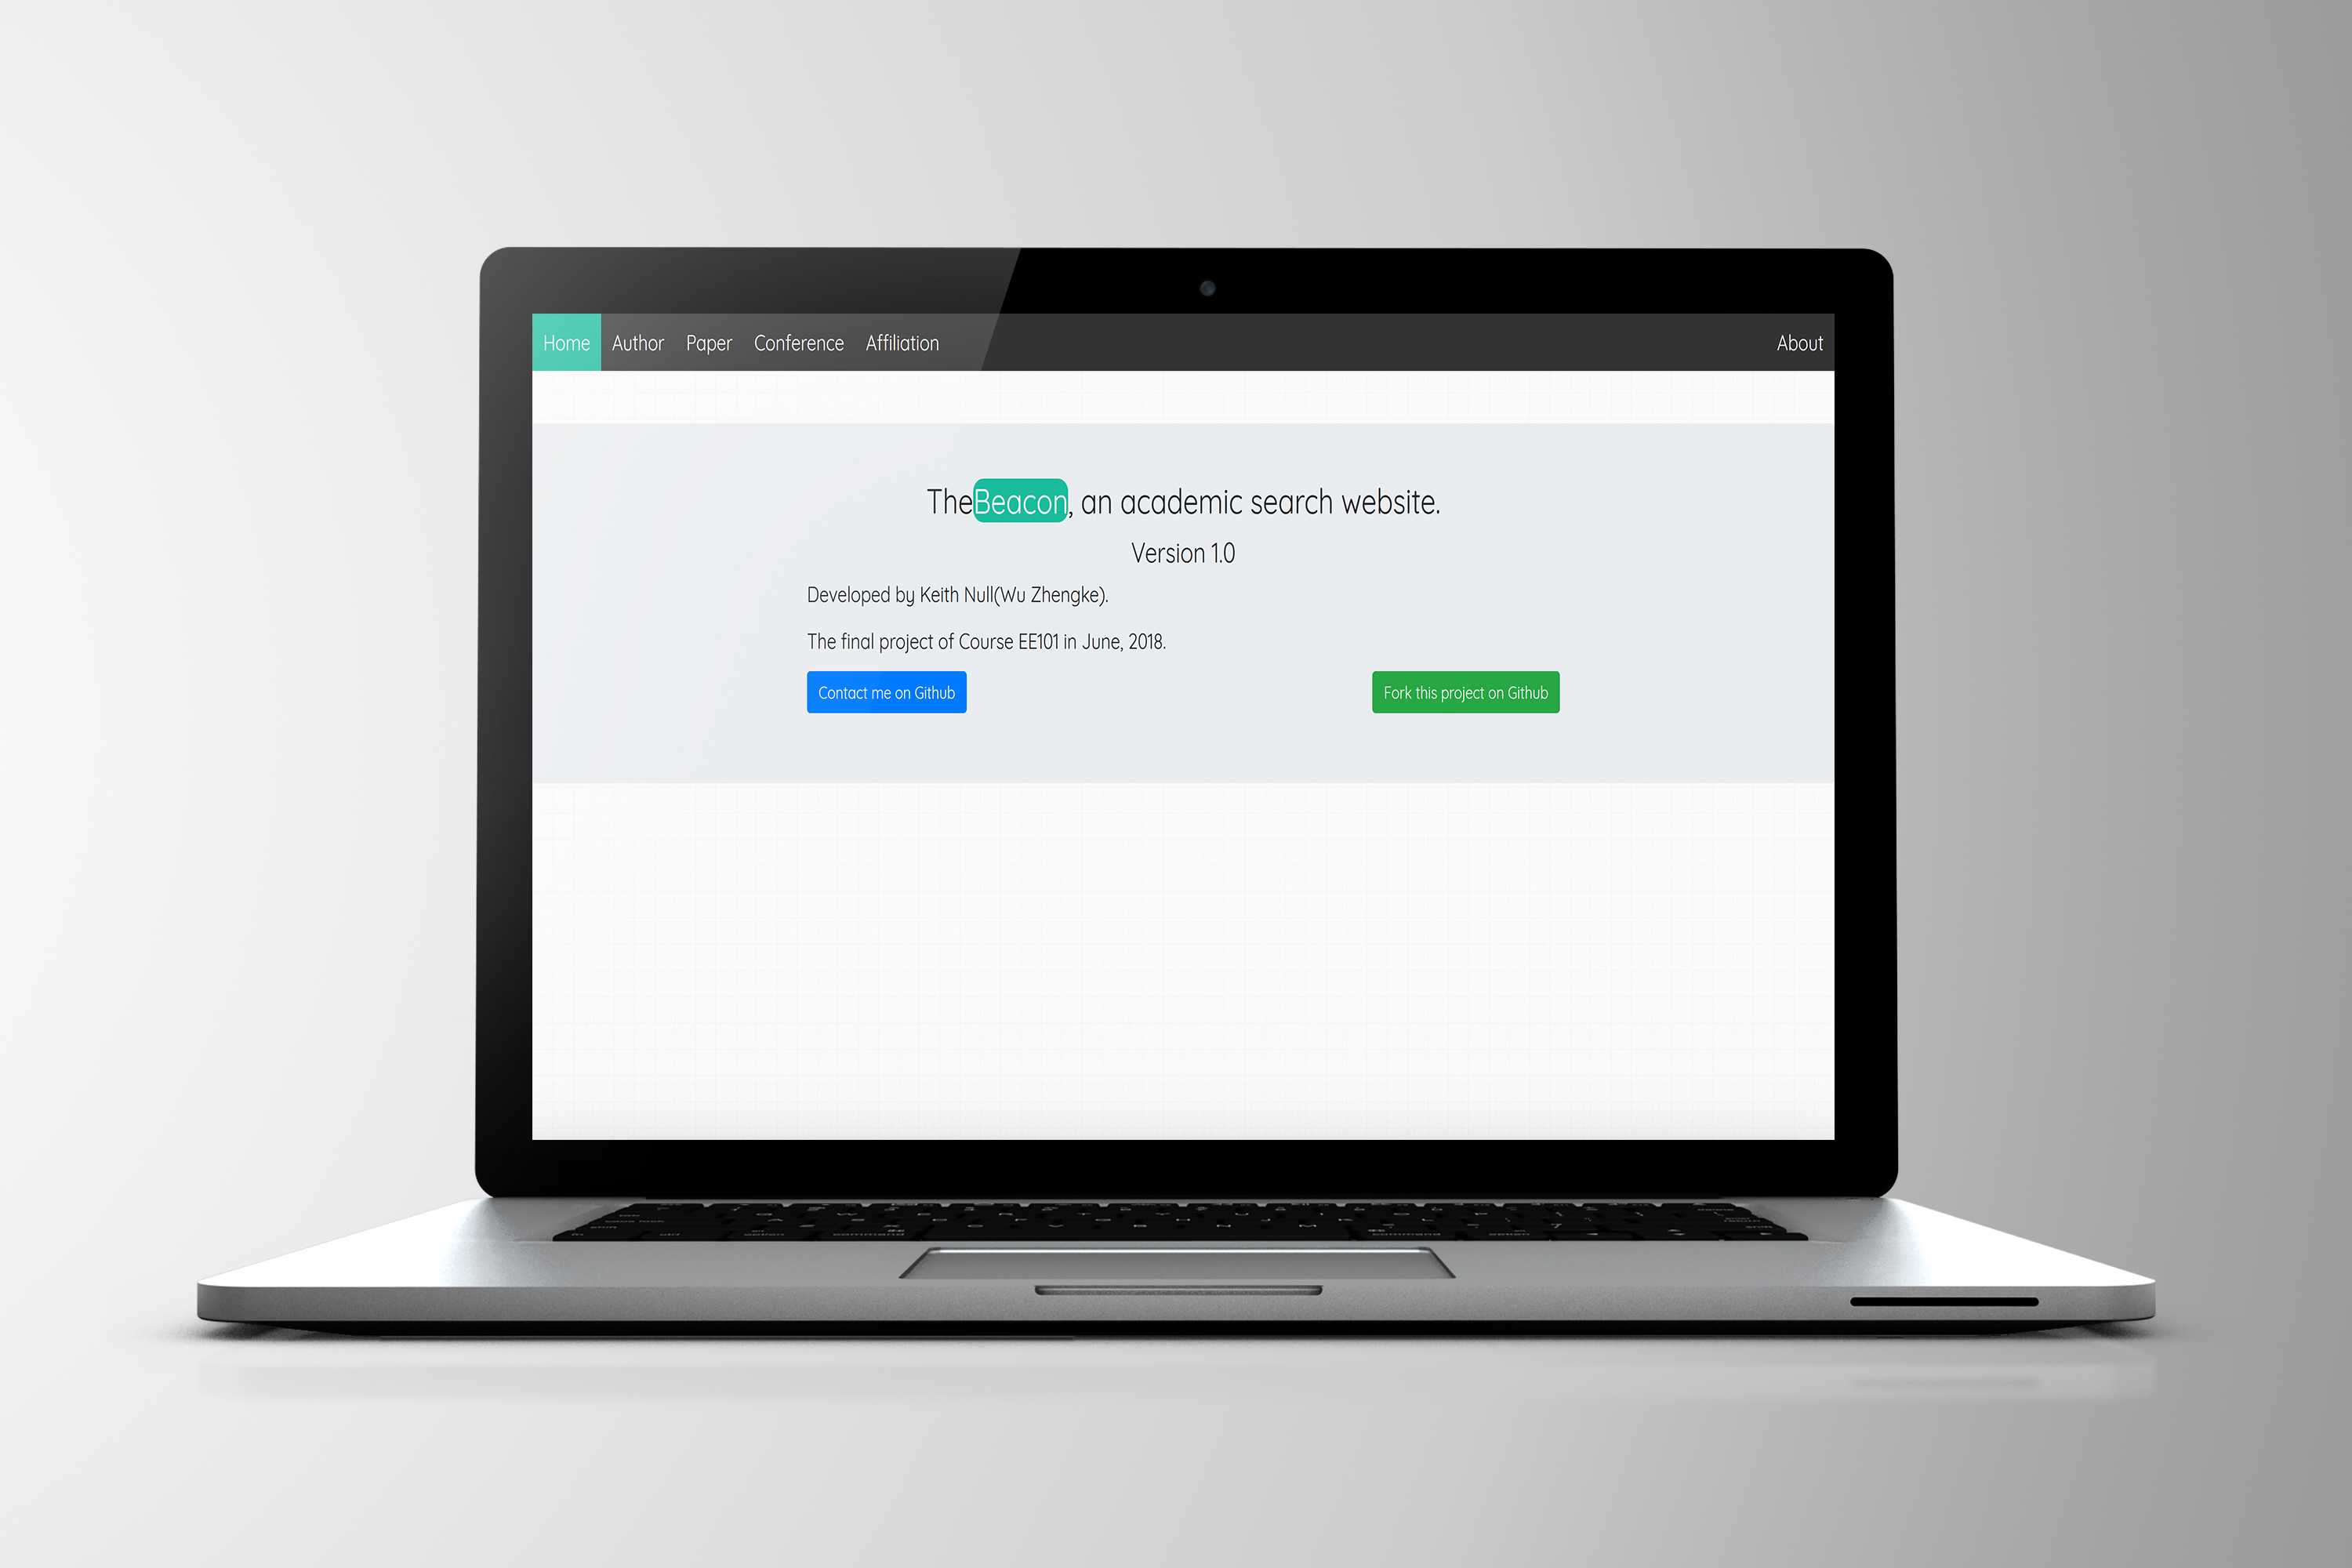 Home Author Paper Conference Affiliation About
TheBeacon, an academic search website.
Version 1.0
Developed by Keith Null(Wu Zhengke).
The final project of Course EE101 in June, 2018.
Contact me on Github Fork this project on Github
command command